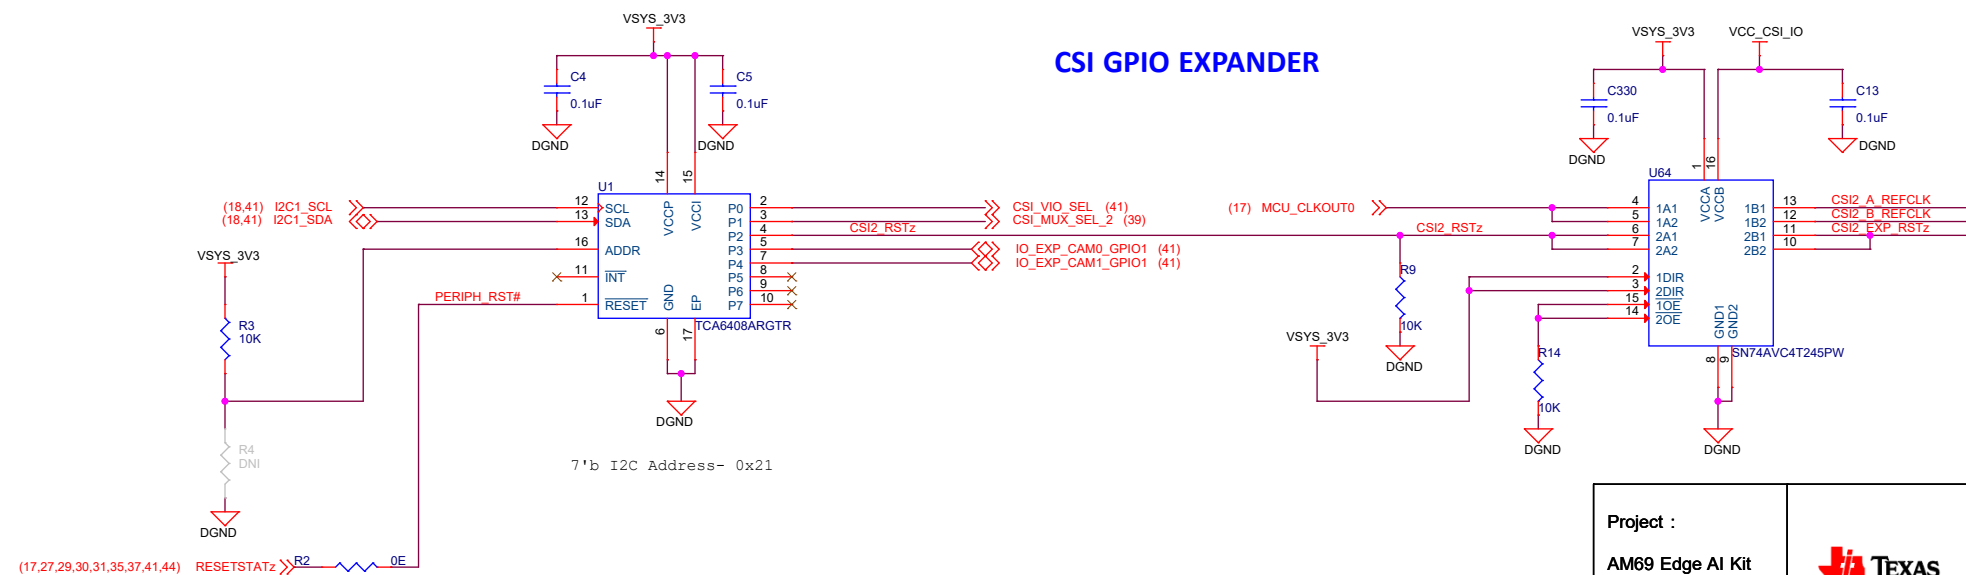 CSI GPIO EXPANDER
VSYS_3V3
C4
0.1uF
DGND
C5
0.1uF
DGND
U1
14
15
VCCP
VCCI
(18,41) I2C1_SCL
12
SCL
(18,41) I2C1_SDA
13
SDA
16
ADDR
11
INT
PERIPH_RST#
1
RESET
GND
EP
6
17
P0
2
CSI_VIO_SEL (41)
P1
3
CSI_MUX_SEL_2 (39)
P2
4
CSI2_RSTz
P3
5
IO_EXP_CAM0_GPIO1 (41)
P4
7
IO_EXP_CAM1_GPIO1 (41)
P5
8
P6
9
P7
10
TCA6408ARGTR
DGND
7'b I2C Address- 0x21
VSYS_3V3
R3
10K
R4
DNI
DGND
(17,27,29,30,31,35,37,41,44) RESETSTATz
R2
0E
VSYS_3V3
VCC_CSI_IO
C330
0.1uF
DGND
C13
0.1uF
DGND
U64
1
16
VCCA
VCCB
(17) MCU_CLKOUT0
4
1A1
5
1A2
CSI2_RSTz
6
2A1
7
2A2
2
1DIR
3
2DIR
15
1OE
14
2OE
GND1
GND2
8
9
1B1
13
CSI2_A_REFCLK
1B2
12
CSI2_B_REFCLK
2B1
11
CSI2_EXP_RSTz
2B2
10
SN74AVC4T245PW
DGND
R9
10K
DGND
VSYS_3V3
R14
10K
DGND
Project :
AM69 Edge AI Kit
TEXAS